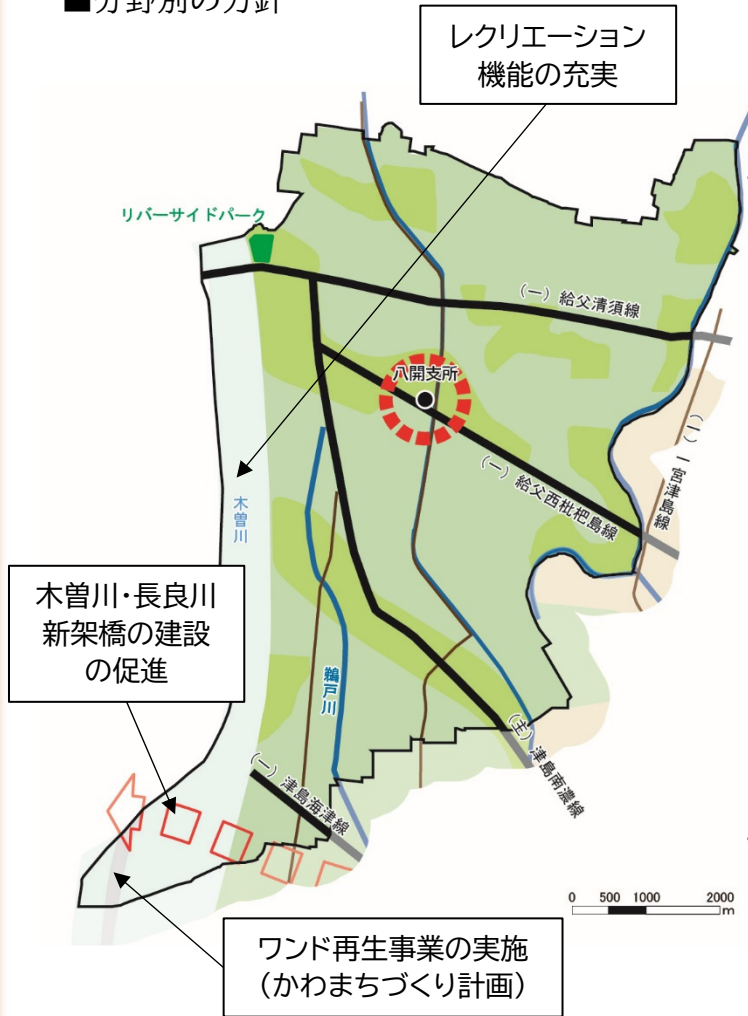 ■分野別の方針
レクリエーション
機能の充実
リバーサイドパーク
(一)給父清須線
八開支所
(一)一宮津島線
(一)給父西枇杷島線
木曽川
木曽川・長良川
新架橋の建設
の促進
鵜戸川
(主)津島南濃線
(一)津島海津線
0 500 1000 2000
m
ワンド再生事業の実施
(かわまちづくり計画)